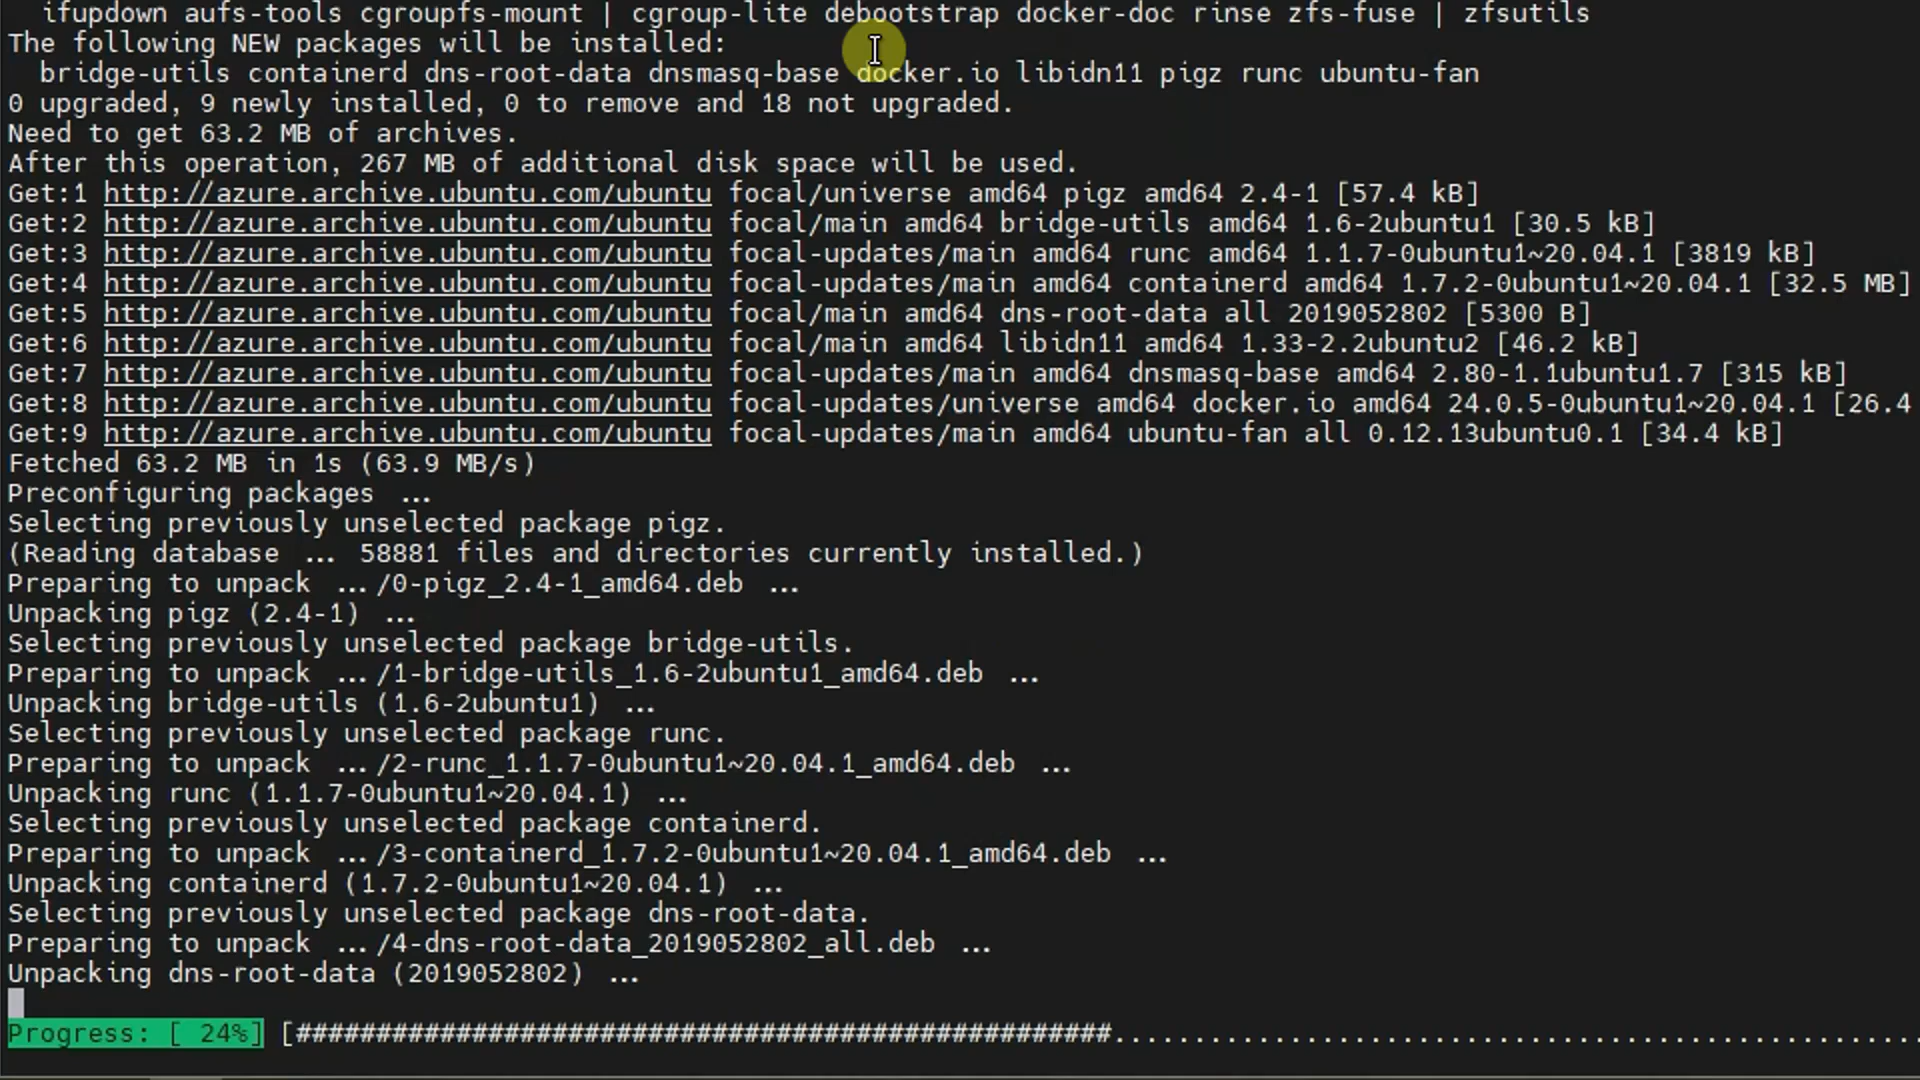 ifupdown aufs-tools cgroupfs-mount | cgroup-lite debootstrap docker-doc rinse zfs-fuse | zfsutils
The following NEW packages will be installed:
bridge-utils containerd dns-root-data dnsmasq-base docker.io libidn11 pigz runc ubuntu-fan
0 upgraded, 9 newly installed, 0 to remove and 18 not upgraded.
Need to get 63.2 MB of archives.
After this operation, 267 MB of additional disk space will be used.
Get:1 http://azure.archive.ubuntu.com/ubuntu focal/universe amd64 pigz amd64 2.4-1 [57.4 kB]
Get:2 http://azure.archive.ubuntu.com/ubuntu focal/main amd64 bridge-utils amd64 1.6-2ubuntu1 [30.5 kB]
Get:3 http://azure.archive.ubuntu.com/ubuntu focal-updates/main amd64 runc amd64 1.1.7-0ubuntu1~20.04.1 [3819 kB]
Get:4 http://azure.archive.ubuntu.com/ubuntu focal-updates/main amd64 containerd amd64 1.7.2-0ubuntu1~20.04.1 [32.5 MB]
Get:5 http://azure.archive.ubuntu.com/ubuntu focal/main amd64 dns-root-data all 2019052802 [5300 B]
Get:6 http://azure.archive.ubuntu.com/ubuntu focal/main amd64 libidn11 amd64 1.33-2.2ubuntu2 [46.2 kB]
Get:7 http://azure.archive.ubuntu.com/ubuntu focal-updates/main amd64 dnsmasq-base amd64 2.80-1.1ubuntu1.7 [315 kB]
Get:8 http://azure.archive.ubuntu.com/ubuntu focal-updates/universe amd64 docker.io amd64 24.0.5-0ubuntu1~20.04.1 [26.4
Get:9 http://azure.archive.ubuntu.com/ubuntu focal-updates/main amd64 ubuntu-fan all 0.12.13ubuntu0.1 [34.4 kB]
Fetched 63.2 MB in 1s (63.9 MB/s)
Preconfiguring packages ...
Selecting previously unselected package pigz.
(Reading database ... 58881 files and directories currently installed.)
Preparing to unpack .../0-pigz_2.4-1_amd64.deb ...
Unpacking pigz (2.4-1) ...
Selecting previously unselected package bridge-utils.
Preparing to unpack .../1-bridge-utils_1.6-2ubuntu1_amd64.deb ...
Unpacking bridge-utils (1.6-2ubuntu1) ...
Selecting previously unselected package runc.
Preparing to unpack .../2-runc_1.1.7-0ubuntu1~20.04.1_amd64.deb ...
Unpacking runc (1.1.7-0ubuntu1~20.04.1) ...
Selecting previously unselected package containerd.
Preparing to unpack .../3-containerd_1.7.2-0ubuntu1~20.04.1_amd64.deb ...
Unpacking containerd (1.7.2-0ubuntu1~20.04.1) ...
Selecting previously unselected package dns-root-data.
Preparing to unpack .../4-dns-root-data_2019052802_all.deb ...
Unpacking dns-root-data (2019052802) ...
Progress: [ 24%] [###################################################...................................................